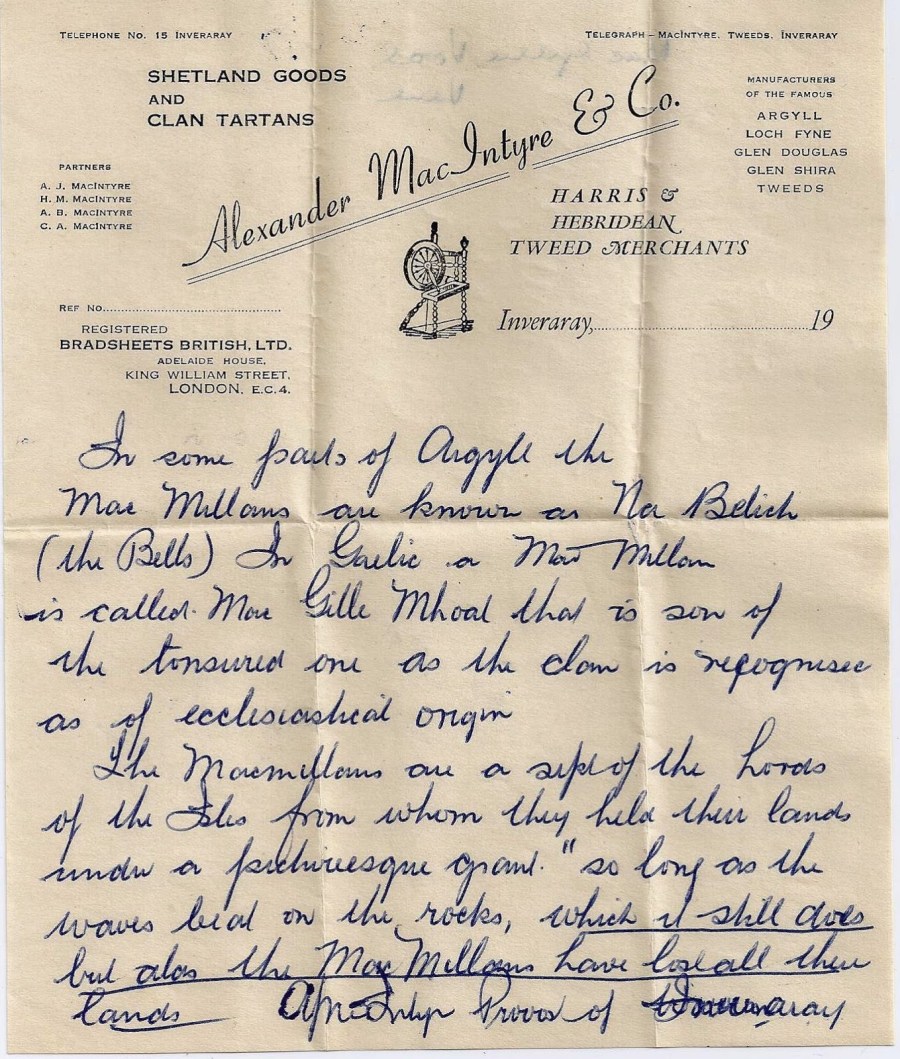 TELEPHONE No. 15 INVERARAY
TELEGRAPH – MACINTYRE, TWEEDS, INVERARAY
SHETLAND GOODS
AND
CLAN TARTANS
MANUFACTURERS
OF THE FAMOUS
ARGYLL
LOCH FYNE
GLEN DOUGLAS
GLEN SHIRA
TWEEDS
PARTNERS
A. J. MACINTYRE
H. M. MACINTYRE
A. B. MACINTYRE
C. A. MACINTYRE
Alexander MacIntyre & Co.
HARRIS &
HEBRIDEAN
TWEED MERCHANTS
REF No.
REGISTERED
BRADSHEETS BRITISH, LTD.
ADELAIDE HOUSE,
KING WILLIAM STREET,
LONDON, E.C.4.
Inveraray, 19
In some parts of Argyll the
Mac Millans are known as Na Belich
(the Bells) In Gaelic a Mac Millan
is called Mac Gille Mhoal that is son of
the tonsured one as the clan is recognised
as of ecclesiastical origin
The Macmillans are a sept of the Lords
of the Isles from whom they held their lands
under a picturesque grant. "so long as the
waves beat on the rocks, which it still does
but alas the MacMillans have lost all their
lands Provost of Inveraray